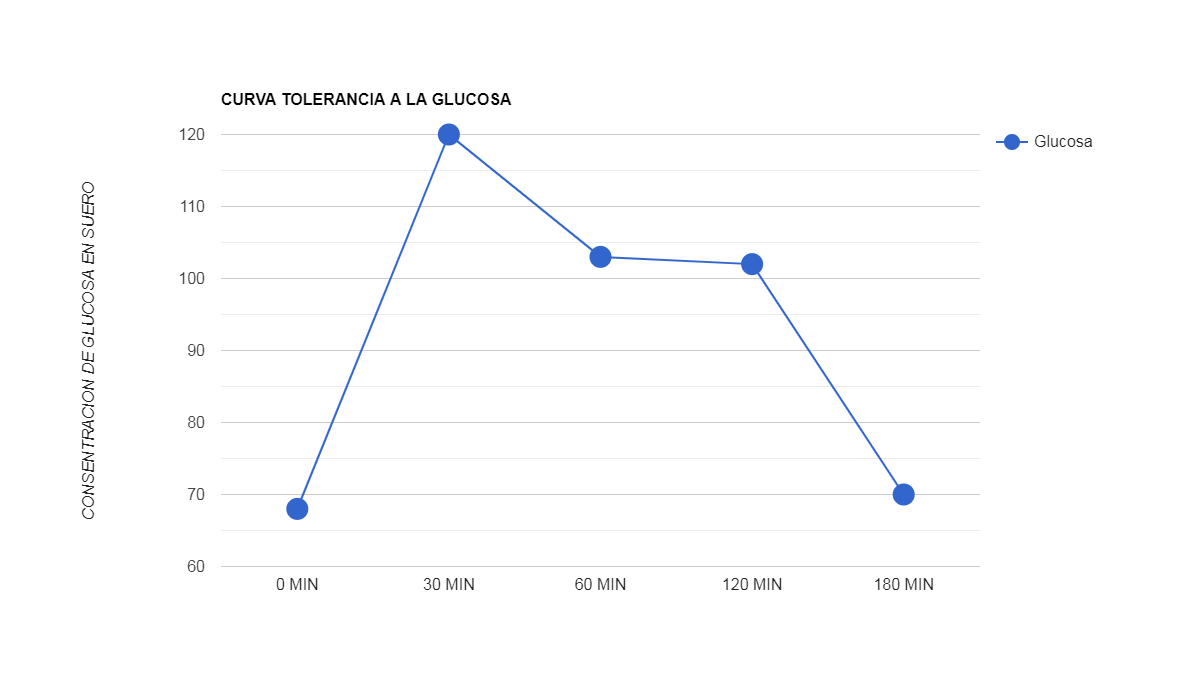 CURVA TOLERANCIA A LA GLUCOSA
CONSENTRACION DE GLUCOSA EN SUERO
120
110
100
90
80
70
60
0 MIN
30 MIN
60 MIN
120 MIN
180 MIN
Glucosa